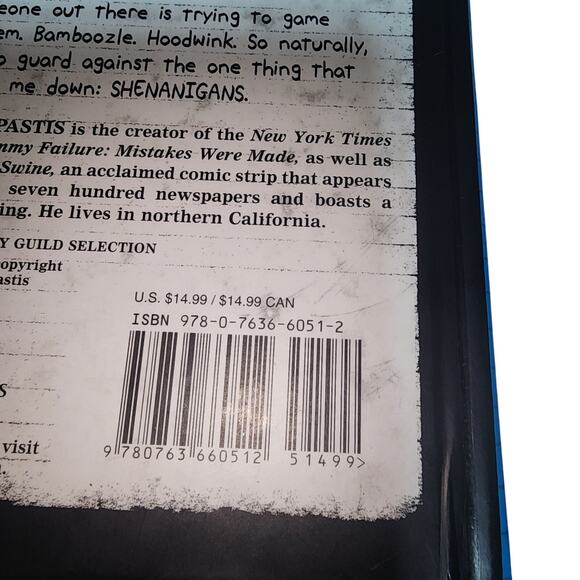 one out there is trying to game
em. Bamboozle. Hoodwink. So naturally,
o guard against the one thing that
me down: SHENANIGANS.
PASTIS is the creator of the New York Times
mmy Failure: Mistakes Were Made, as well as
Swine, an acclaimed comic strip that appears
seven hundred newspapers and boasts a
ing. He lives in northern California.
Y GUILD SELECTION
opyright
astis
U.S. $14.99 / $14.99 CAN
ISBN 978-0-7636-6051-2
S
visit
9 780763 660512 51499>